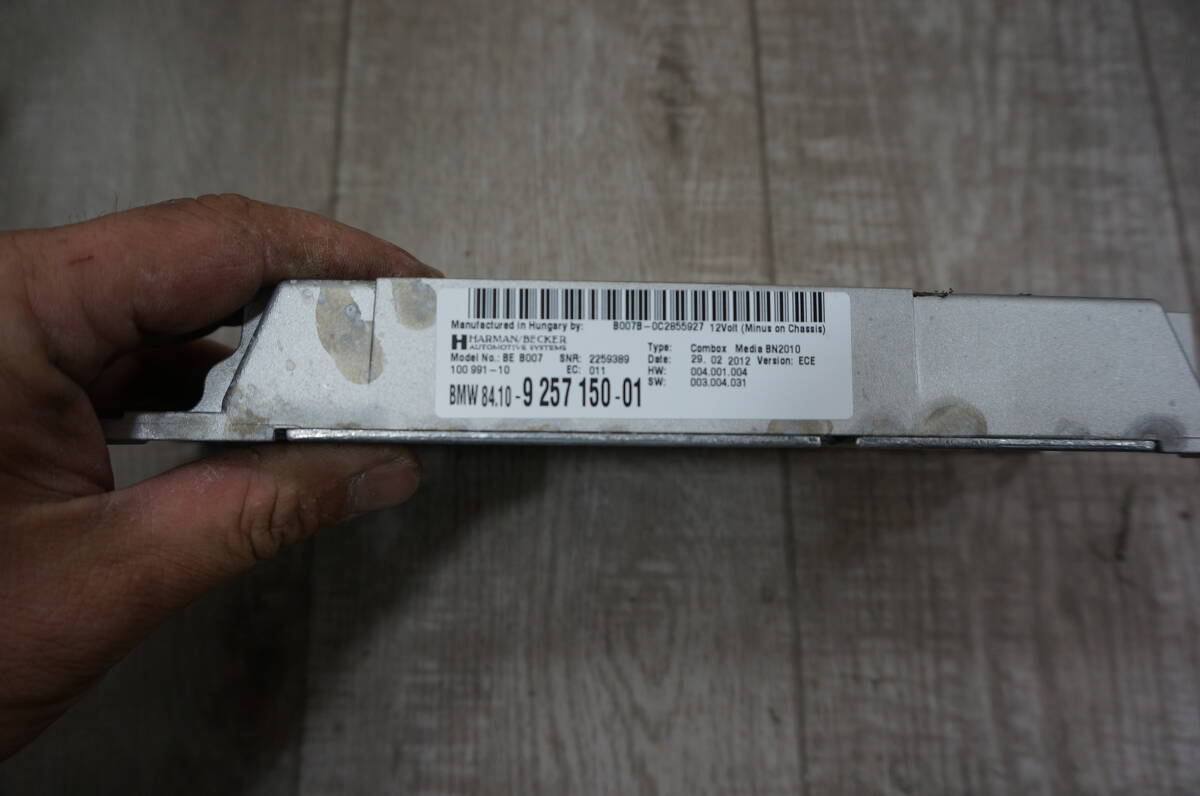 Manufactured in Hungary by: B007B-0C2855927 12Volt (Minus on Chassis)
HARMAN/BECKER
AUTOMOTIVE SYSTEMS
Model No.: BE B007 SNR: 2259389
100 991-10 EC: 011
Type: Combox Media BN2010
Date: 29. 02 2012 Version: ECE
HW: 004.001.004
SW: 003.004.031
BMW 84.10 -9 257 150 -01